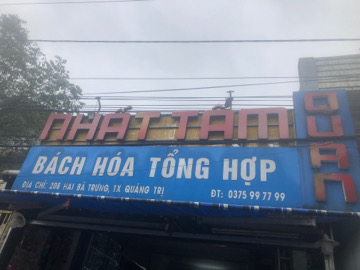 NHẤT TÂM
QUÁN
BÁCH HÓA TỔNG HỢP
ĐỊA CHỈ: 208 HAI BÀ TRƯNG, TX QUẢNG TRỊ
ĐT: 0375 99 77 99